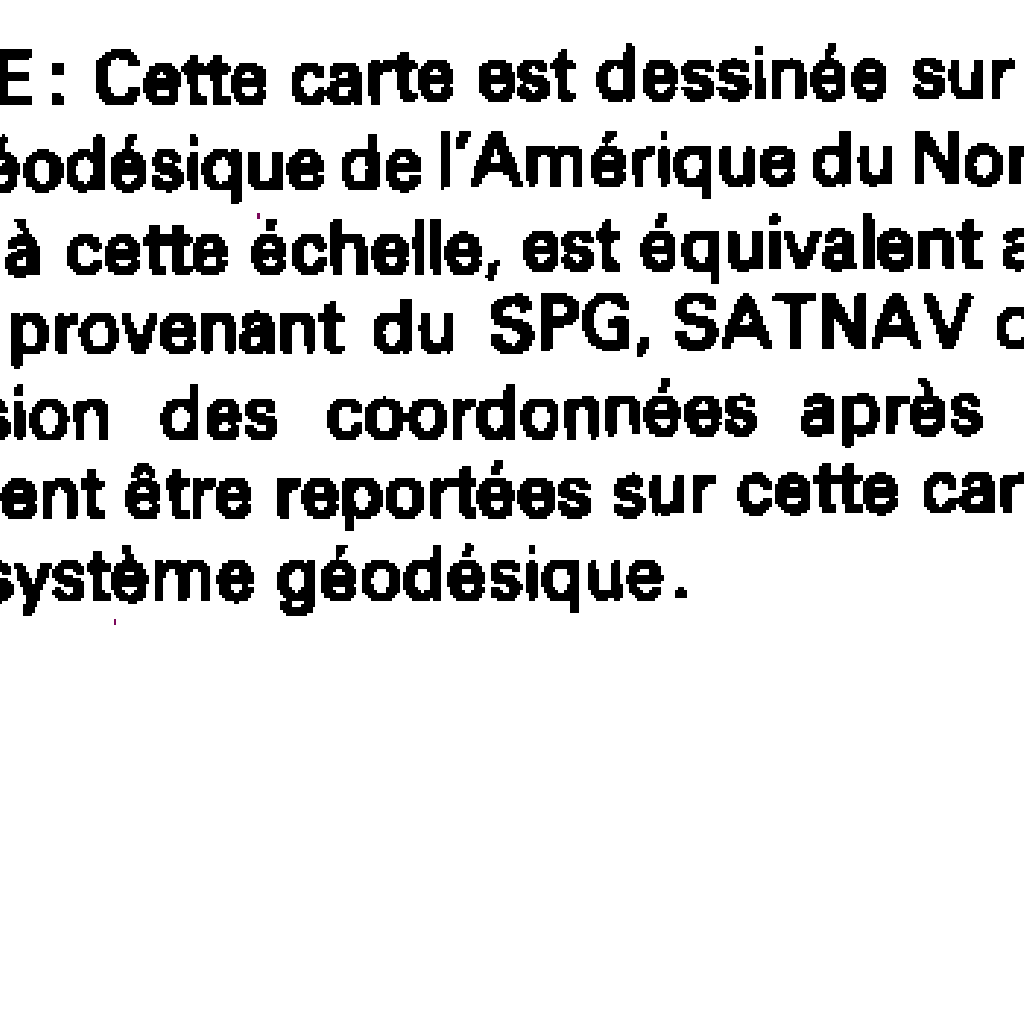 E : Cette carte est dessinée sur
éodésique de l'Amérique du Nor
à cette échelle, est équivalent a
provenant du SPG, SATNAV
sion des coordonnées après
ent être reportées sur cette car
système géodésique.